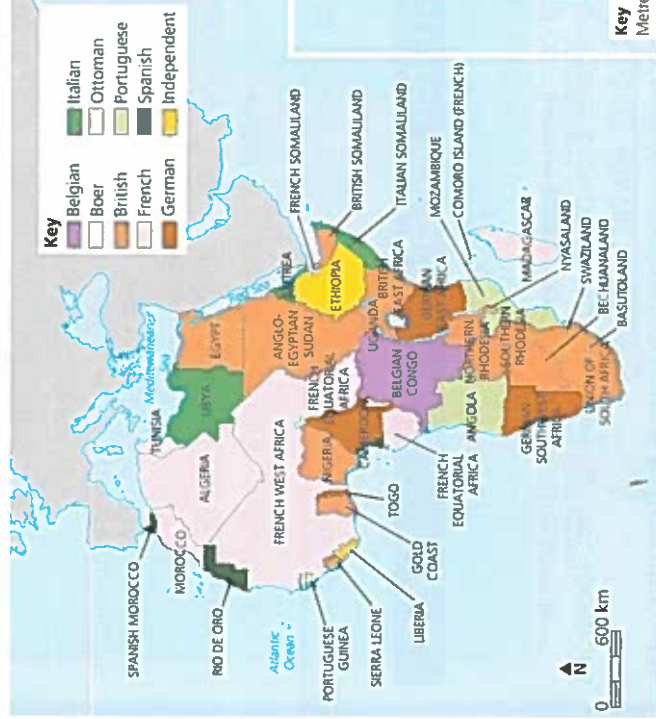 Key
Belgian
Boer
British
French
German
Italian
Ottoman
Portuguese
Spanish
Independent
SPANISH MOROCCO
MOROCCO
RIO DE ORO
Atlantic
Ocean
PORTUGUESE
GUINEA
SIERRA LEONE
LIBERIA
GOLD
COAST
TOGO
TUNISIA
Mediterranean
Sea
ALGERIA
LIBYA
EGYPT
Red Sea
FRENCH WEST AFRICA
ANGLO-
EGYPTIAN
SUDAN
FRENCH
EQUATORIAL
AFRICA
NIGERIA
CAMEROON
FRENCH
EQUATORIAL
AFRICA
TREA
ETHIOPIA
FRENCH SOMALILAND
BRITISH SOMALILAND
ITALIAN SOMALILAND
UGANDA
BRITISH
EAST AFRICA
BELGIAN
CONGO
GERMAN
EAST AFRICA
MOZAMBIQUE
COMORO ISLAND (FRENCH)
MADAGASCAR
ANGOLA
NORTHERN
RHODESIA
SOUTHERN
RHODESIA
NYASALAND
SWAZILAND
BECHUANALAND
BASUTOLAND
GERMAN
SOUTHWEST
AFRICA
UNION OF
SOUTH AFRICA
N
0 600 km
Key
Metre